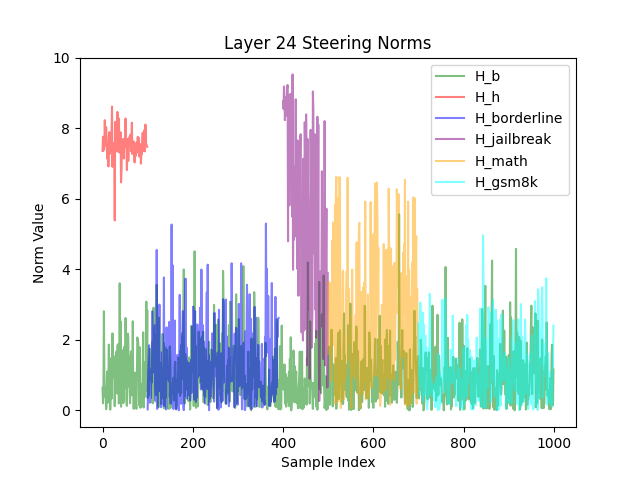 Layer 24 Steering Norms
10
8
6
4
2
0
Norm Value
0 200 400 600 800 1000
Sample Index
H_b
H_h
H_borderline
H_jailbreak
H_math
H_gsm8k